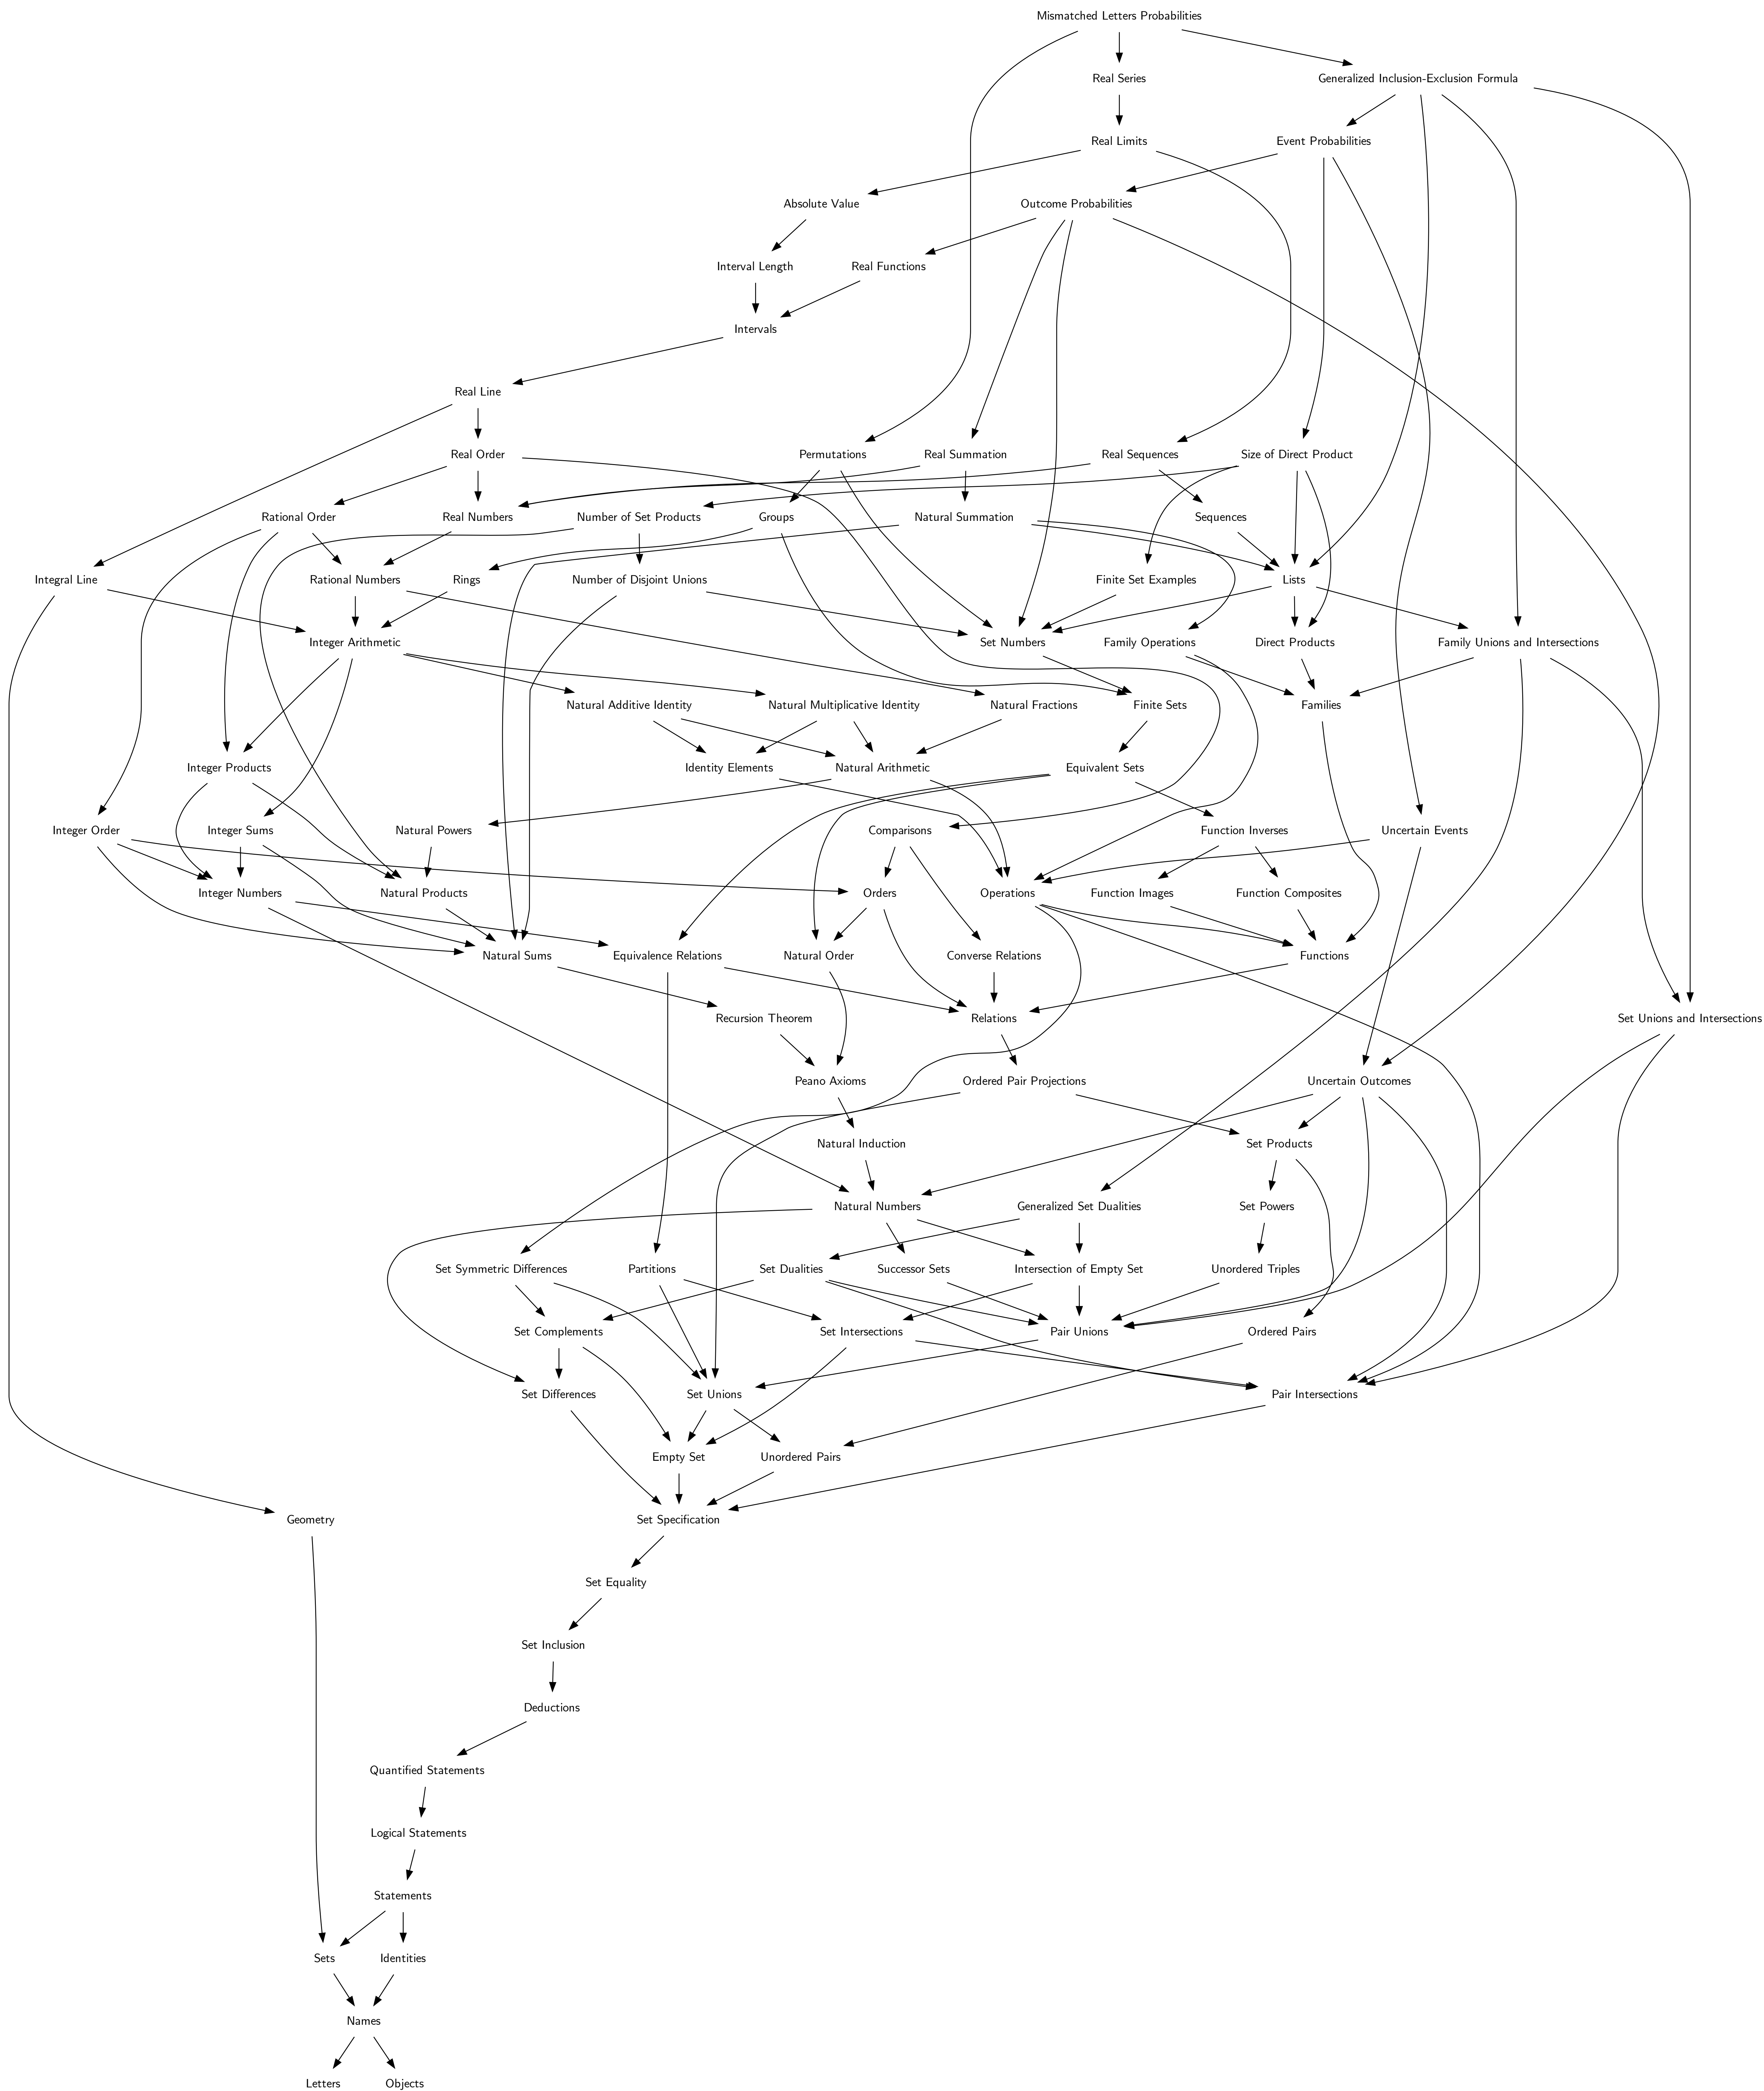 Mismatched Letters Probabilities
Real Series
Generalized Inclusion-Exclusion Formula
Real Limits
Event Probabilities
Absolute Value
Outcome Probabilities
Interval Length
Real Functions
Intervals
Real Line
Real Order
Permutations
Real Summation
Real Sequences
Size of Direct Product
Rational Order
Real Numbers
Number of Set Products
Groups
Natural Summation
Sequences
Integral Line
Rational Numbers
Rings
Number of Disjoint Unions
Finite Set Examples
Lists
Integer Arithmetic
Set Numbers
Family Operations
Direct Products
Family Unions and Intersections
Natural Additive Identity
Natural Multiplicative Identity
Natural Fractions
Finite Sets
Families
Integer Products
Identity Elements
Natural Arithmetic
Equivalent Sets
Integer Order
Integer Sums
Natural Powers
Comparisons
Function Inverses
Uncertain Events
Integer Numbers
Natural Products
Orders
Operations
Function Images
Function Composites
Natural Sums
Equivalence Relations
Natural Order
Converse Relations
Functions
Recursion Theorem
Relations
Set Unions and Intersections
Peano Axioms
Ordered Pair Projections
Uncertain Outcomes
Natural Induction
Set Products
Natural Numbers
Generalized Set Dualities
Set Powers
Set Symmetric Differences
Partitions
Set Dualities
Successor Sets
Intersection of Empty Set
Unordered Triples
Set Complements
Set Intersections
Pair Unions
Ordered Pairs
Set Differences
Set Unions
Pair Intersections
Empty Set
Unordered Pairs
Geometry
Set Specification
Set Equality
Set Inclusion
Deductions
Quantified Statements
Logical Statements
Statements
Sets
Identities
Names
Letters
Objects